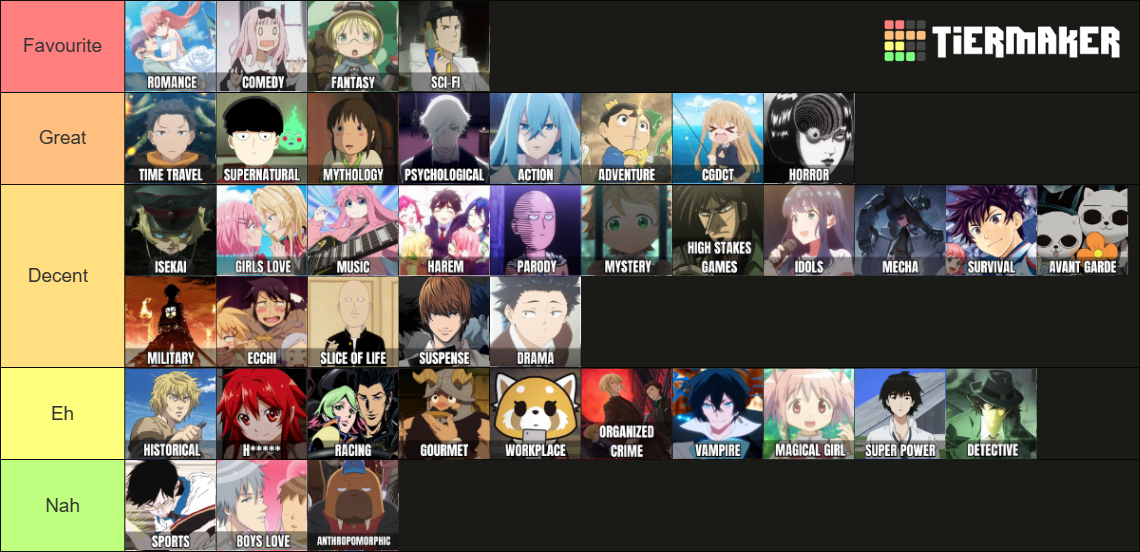 Favourite
ROMANCE
COMEDY
FANTASY
SCI-FI
TiERMAKER
Great
TIME TRAVEL
SUPERNATURAL
MYTHOLOGY
PSYCHOLOGICAL
ACTION
ADVENTURE
CGDCT
HORROR
Decent
ISEKAI
GIRLS LOVE
MUSIC
HAREM
PARODY
MYSTERY
HIGH STAKES
GAMES
IDOLS
MECHA
SURVIVAL
AVANT GARDE
MILITARY
ECCHI
SLICE OF LIFE
SUSPENSE
DRAMA
Eh
HISTORICAL
H*****
RACING
GOURMET
WORKPLACE
ORGANIZED
CRIME
VAMPIRE
MAGICAL GIRL
SUPER POWER
DETECTIVE
Nah
SPORTS
BOYS LOVE
ANTHROPOMORPHIC